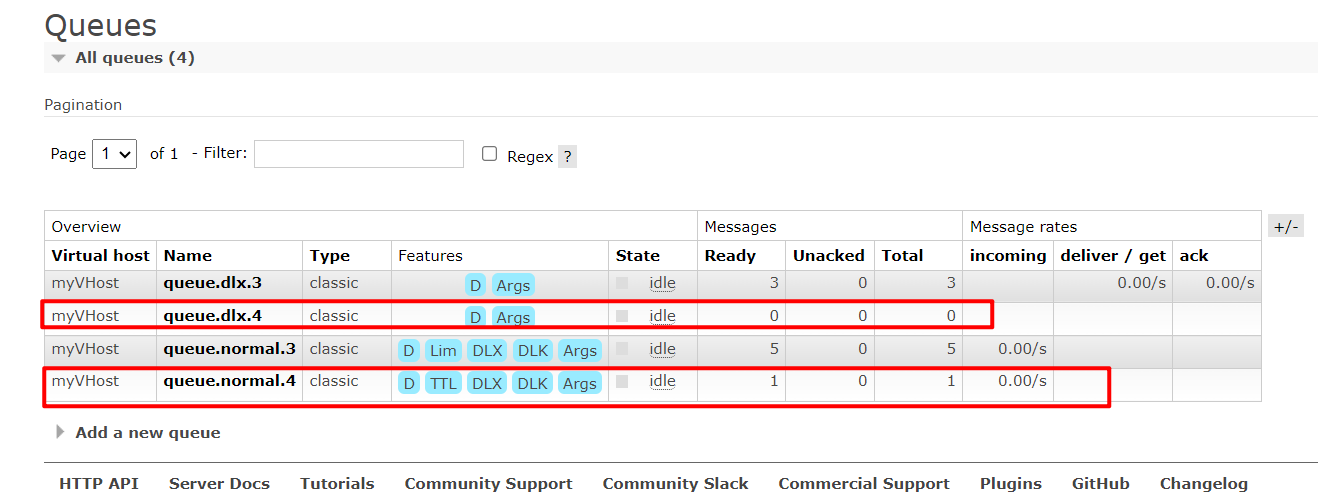 Queues
All queues (4)
Pagination
Page 1 of 1 - Filter: Regex ?
Overview Messages Message rates +/-
Virtual host Name Type Features State Ready Unacked Total incoming deliver / get ack
myVHost queue.dlx.3 classic D Args idle 3 0 3 0.00/s 0.00/s
myVHost queue.dlx.4 classic D Args idle 0 0 0
myVHost queue.normal.3 classic D Lim DLX DLK Args idle 5 0 5 0.00/s
myVHost queue.normal.4 classic D TTL DLX DLK Args idle 1 0 1 0.00/s
Add a new queue
HTTP API Server Docs Tutorials Community Support Community Slack Commercial Support Plugins GitHub Changelog